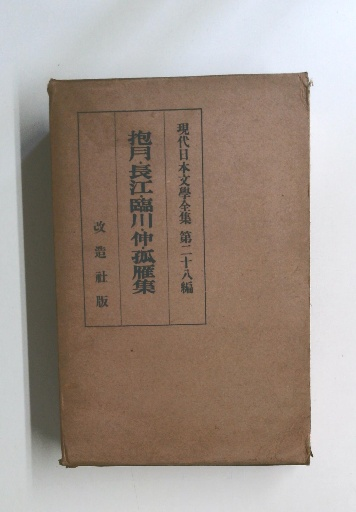 現代日本文學全集 第二十八編
抱月・長江・臨川・伸・孤雁集
改造社版